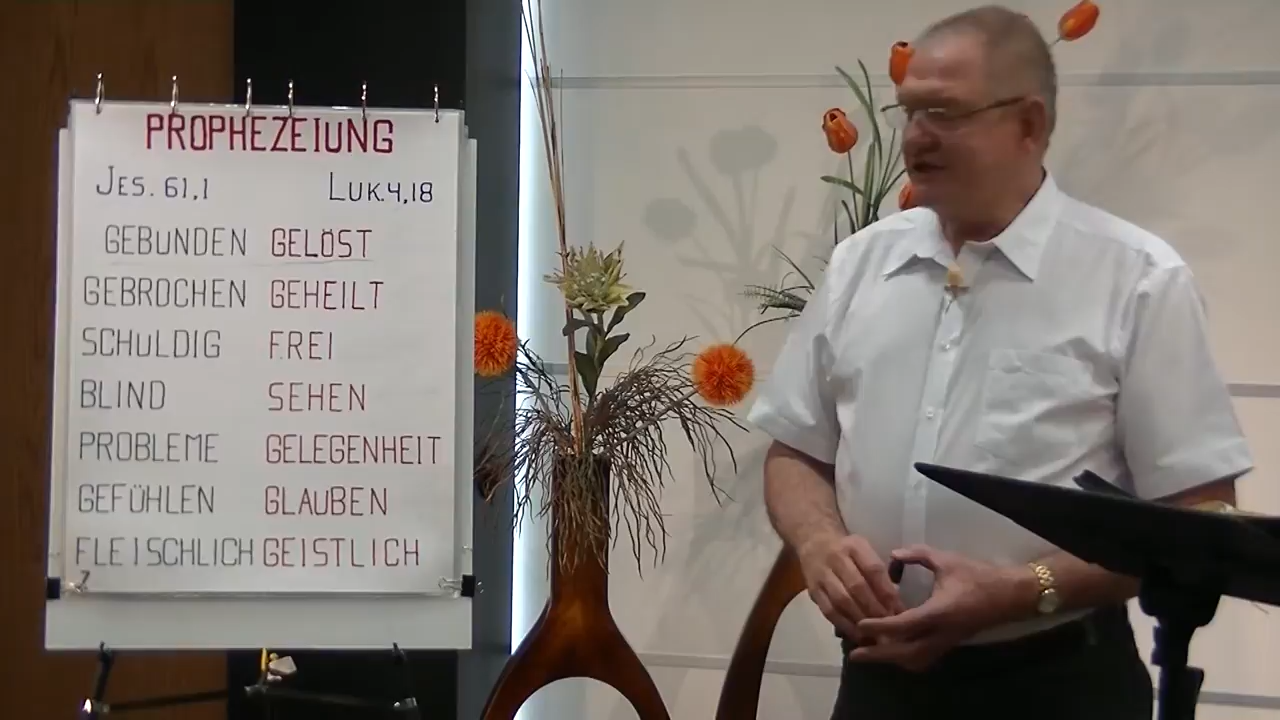 PROPHEZEIUNG
JES. 61,1 LUK.4,18
GEBUNDEN GELÖST
GEBROCHEN GEHEILT
SCHULDIG FREI
BLIND SEHEN
PROBLEME GELEGENHEIT
GEFÜHLEN GLAUBEN
FLEISCHLICH GEISTLICH
7